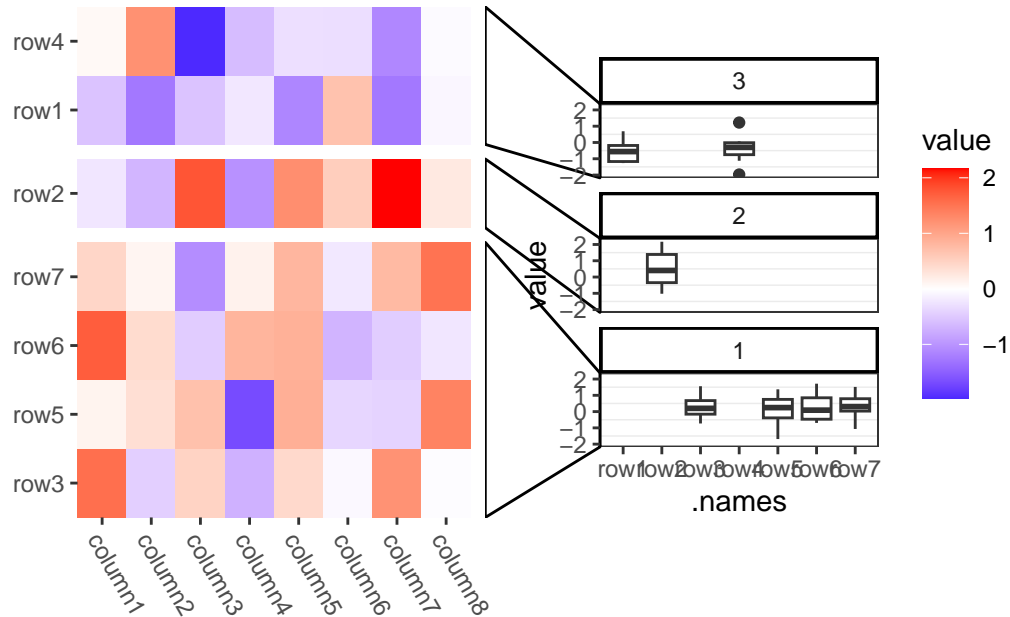 row4
row1
row2
row7
row6
row5
row3
column1
column2
column3
column4
column5
column6
column7
column8
3
2
1
0
−1
−2
2
2
1
0
−1
−2
1
2
1
0
−1
−2
value
row1
row2
row3
row4
row5
row6
row7
.names
value
2
1
0
−1